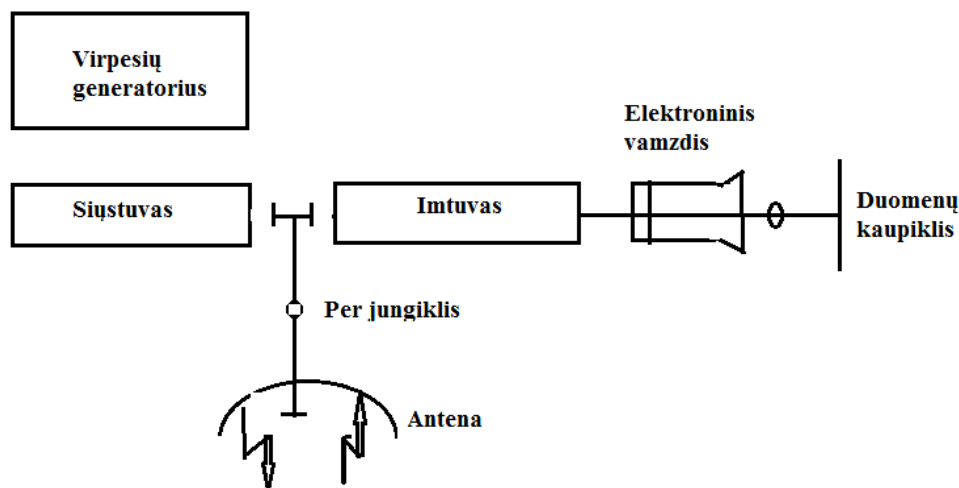 Virpesių
generatorius
Elektroninis
vamzdis
Siųstuvas
Imtuvas
Duomenų
kaupiklis
Per jungiklis
Antena